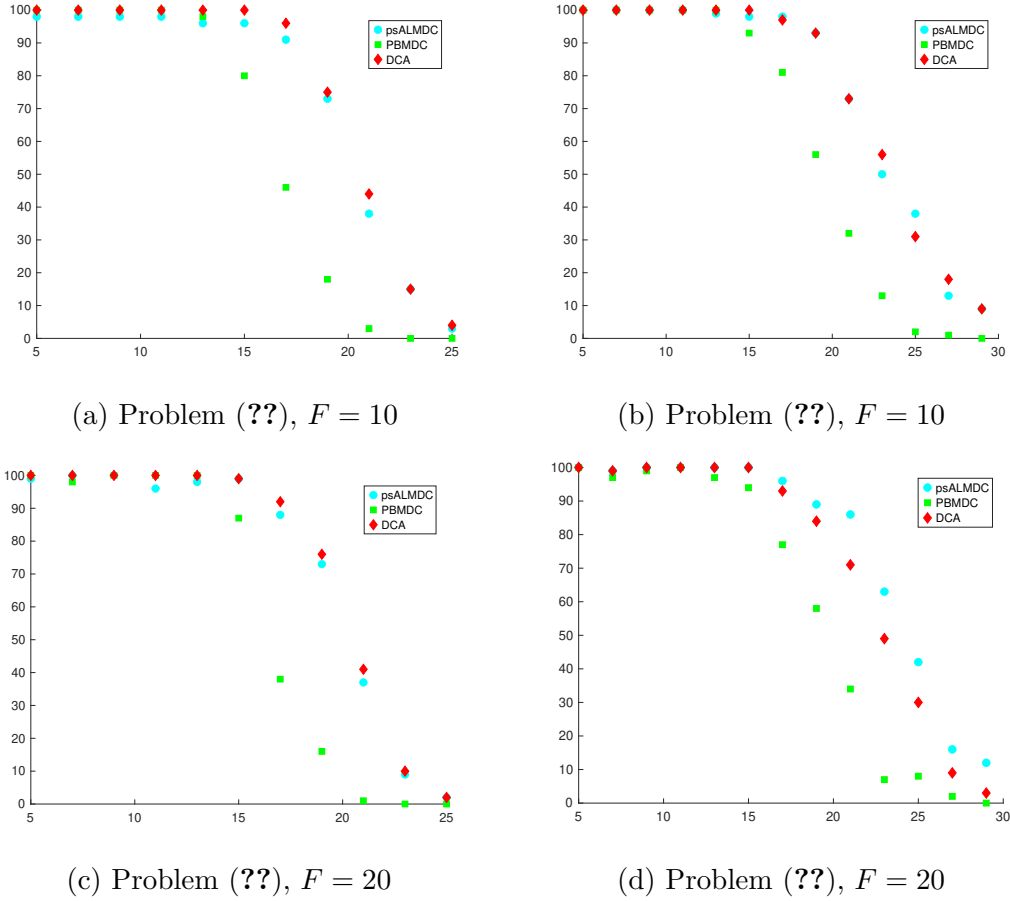 100
90
80
70
60
50
40
30
20
10
0
5 10 15 20 25
psALMDC
PBMDC
DCA
(a) Problem (??), F = 10
100
90
80
70
60
50
40
30
20
10
0
5 10 15 20 25 30
psALMDC
PBMDC
DCA
(b) Problem (??), F = 10
100
90
80
70
60
50
40
30
20
10
0
5 10 15 20 25
psALMDC
PBMDC
DCA
(c) Problem (??), F = 20
100
90
80
70
60
50
40
30
20
10
0
5 10 15 20 25 30
psALMDC
PBMDC
DCA
(d) Problem (??), F = 20